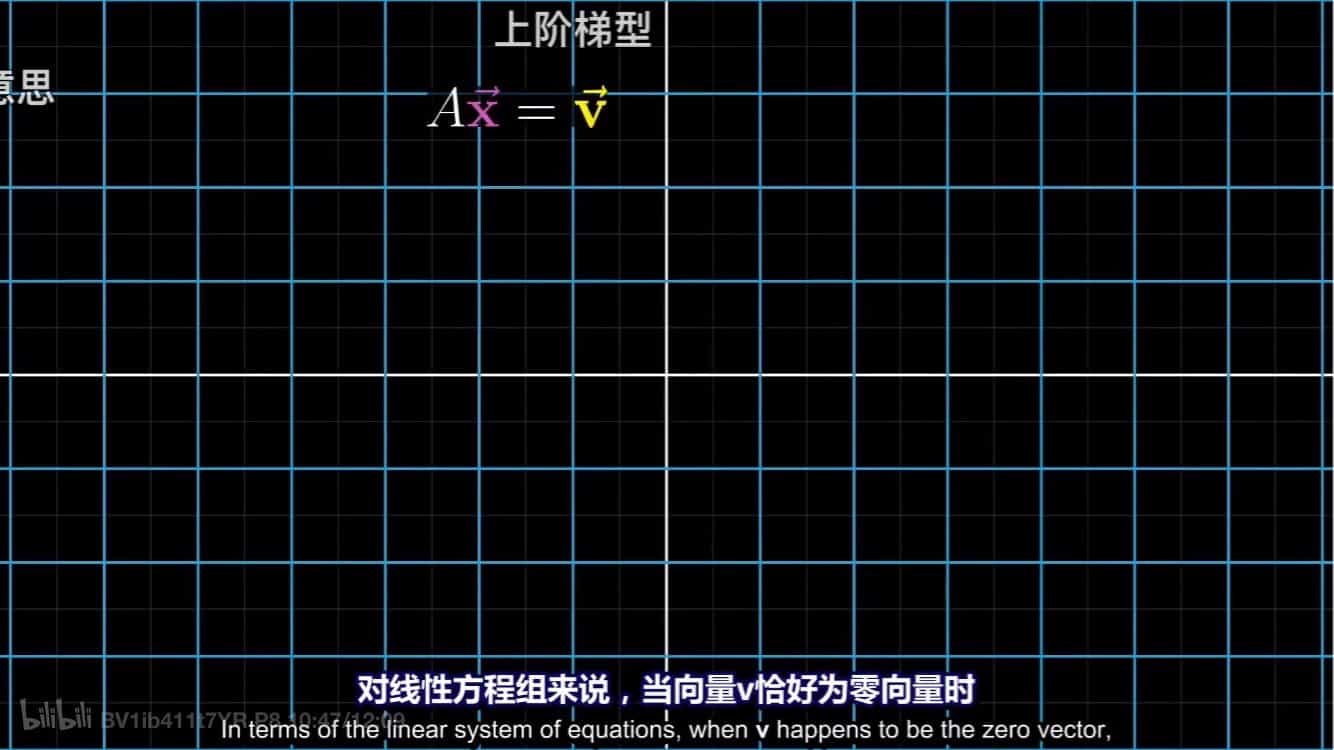 上阶梯型
意思
A\vec{x} = \vec{v}
对线性方程组来说，当向量v恰好为零向量时
bilibili BV1ib411t7YR P8 10:47/12:09
In terms of the linear system of equations, when v happens to be the zero vector,